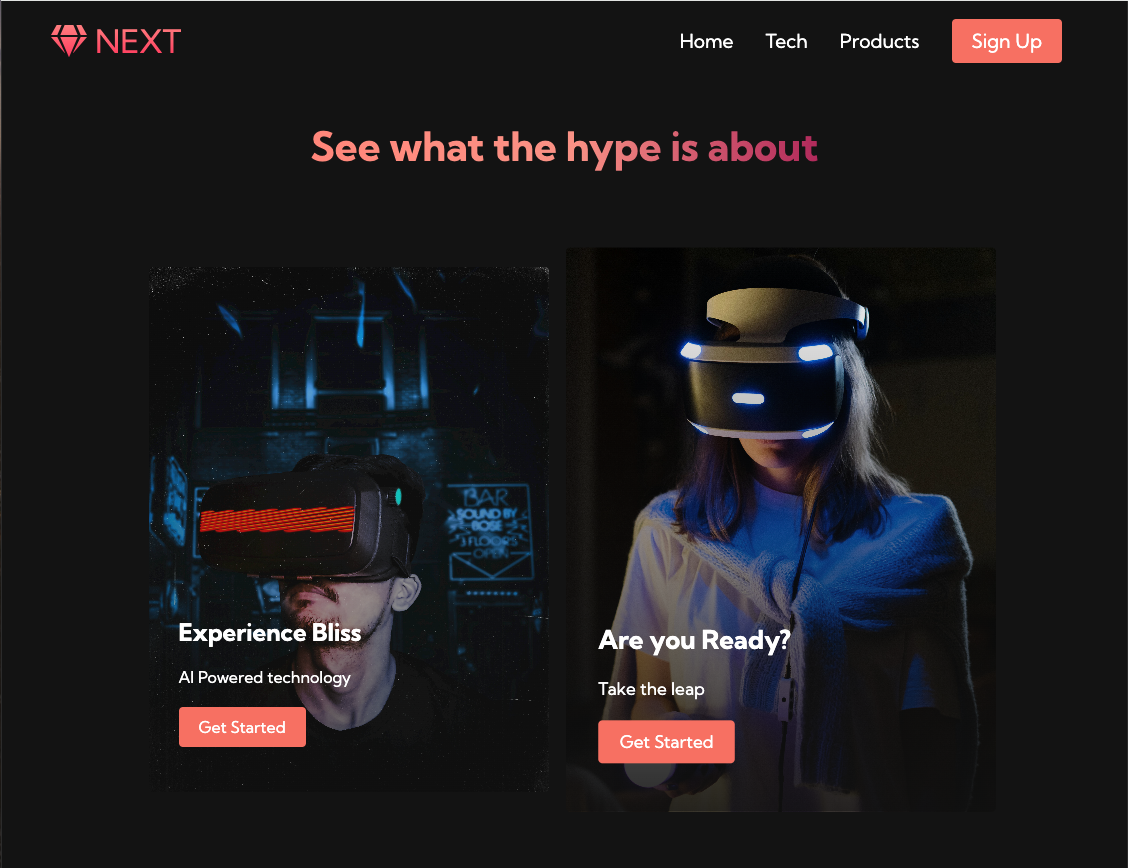 NEXT
Home
Tech
Products
Sign Up
See what the hype is about
BAR
SOUND BY
BOSE
3 FLOORS
OPEN
Experience Bliss
AI Powered technology
Get Started
Are you Ready?
Take the leap
Get Started